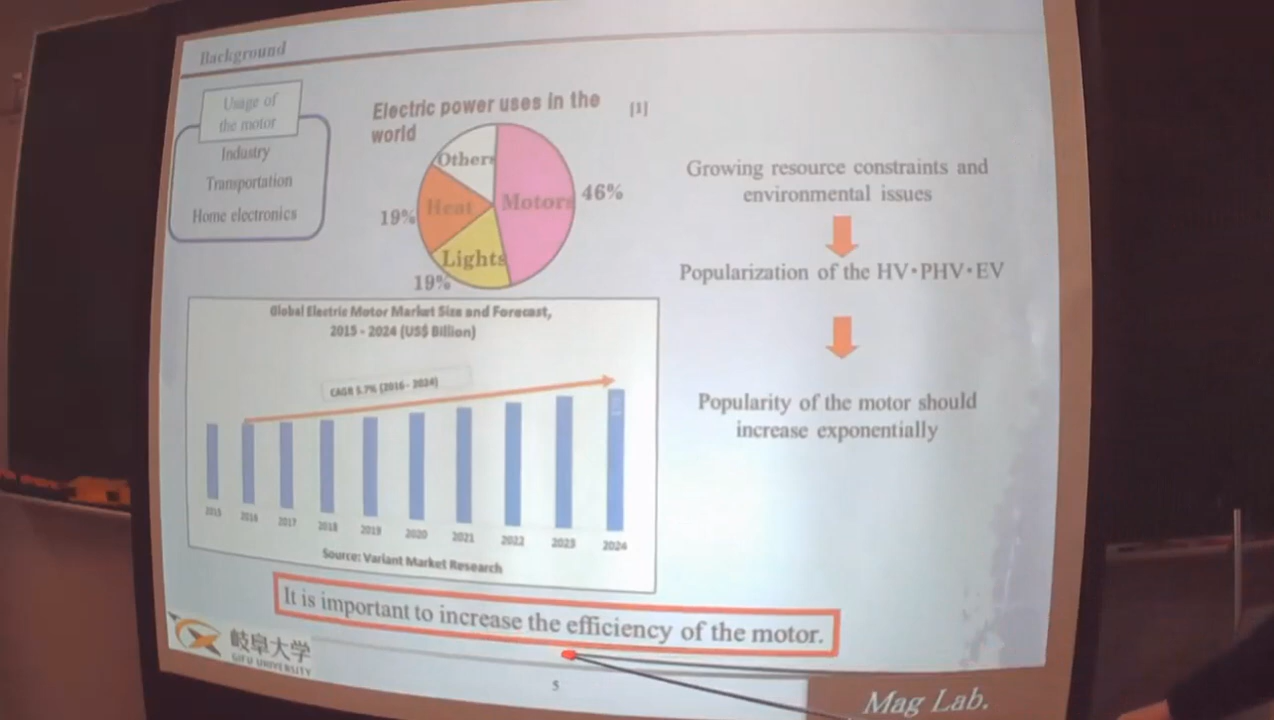 Background
Usage of
the motor
Industry
Transportation
Home electronics
Electric power uses in the
world
[1]
Others
Motors
46%
Heat
19%
Lights
19%
Growing resource constraints and
environmental issues
Popularization of the HV・PHV・EV
Popularity of the motor should
increase exponentially
Global Electric Motor Market Size and Forecast,
2015 - 2024 (US$ Billion)
CAGR 5.7% (2016 - 2024)
2015 2016 2017 2018 2019 2020 2021 2022 2023 2024
Source: Variant Market Research
It is important to increase the efficiency of the motor.
岐阜大学
GIFU UNIVERSITY
5
Mag Lab.